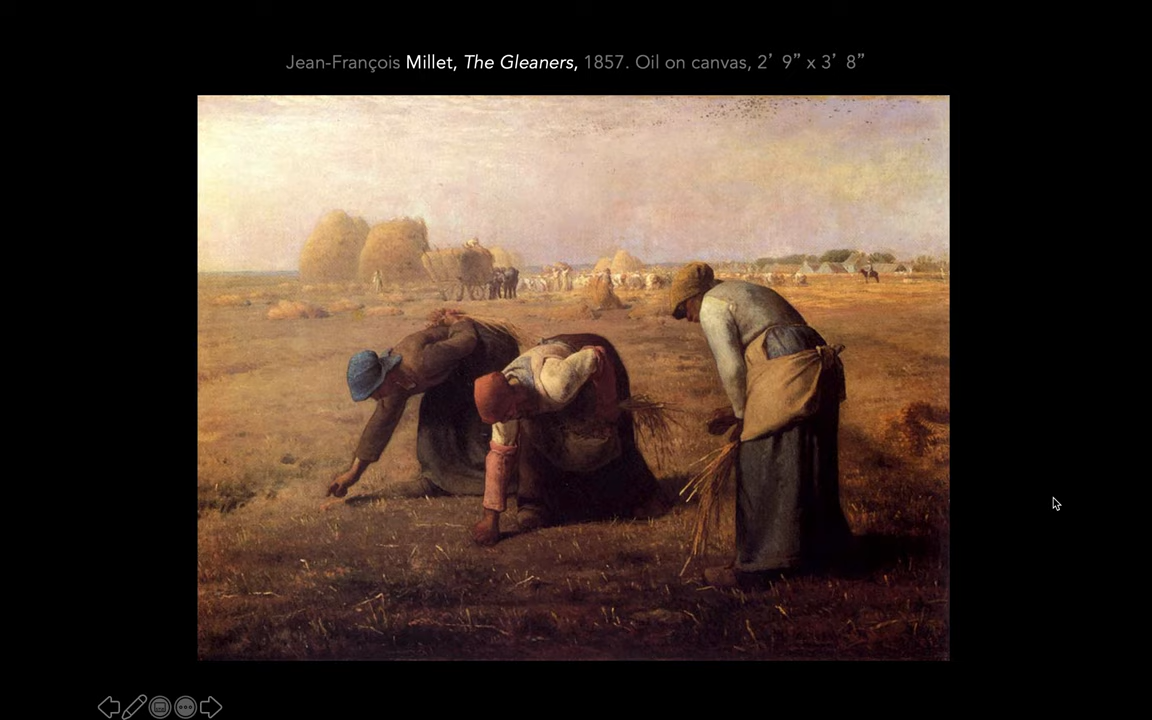 Jean-François Millet, The Gleaners, 1857. Oil on canvas, 2’ 9” x 3’ 8”